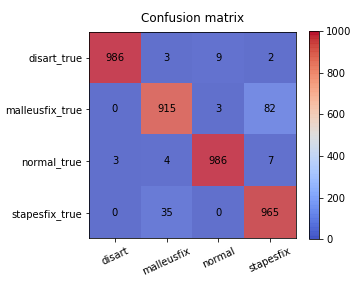 Confusion matrix
disart_true 986 3 9 2
malleusfix_true 0 915 3 82
normal_true 3 4 986 7
stapesfix_true 0 35 0 965
disart malleusfix normal stapesfix
1000
800
600
400
200
0